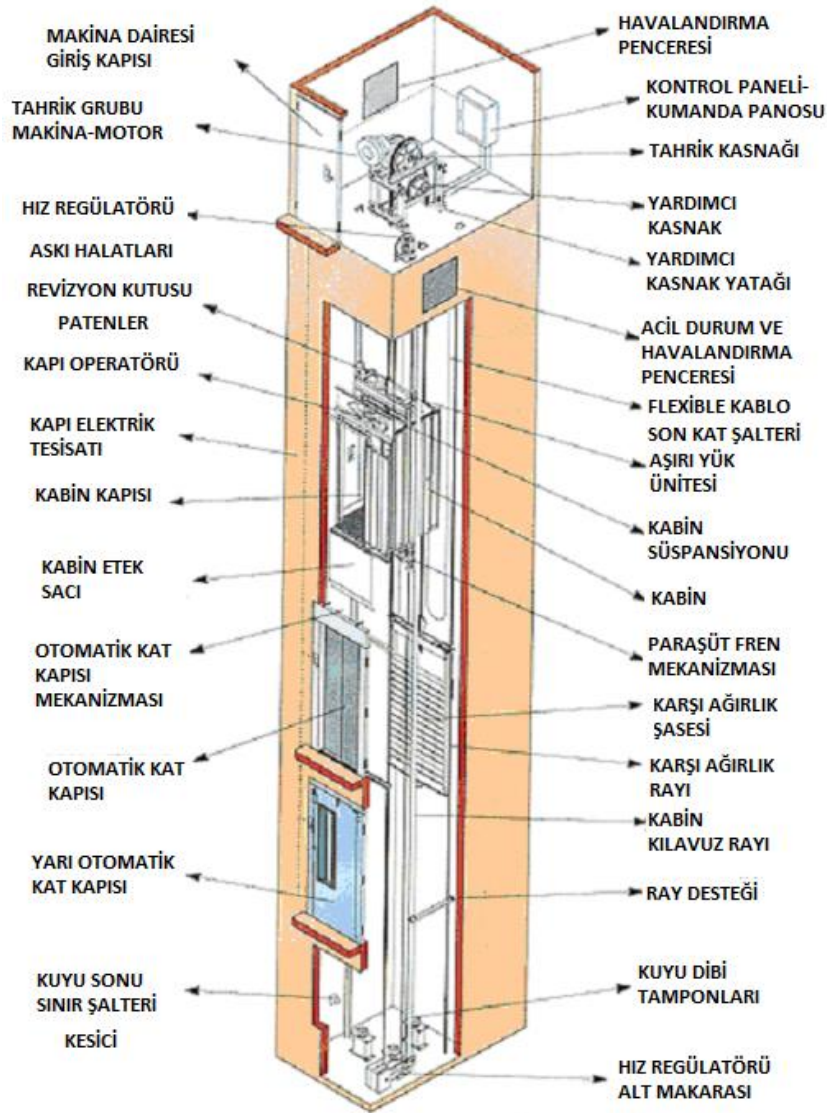 MAKİNA DAİRESİ
GİRİŞ KAPISI
TAHRİK GRUBU
MAKİNA-MOTOR
HIZ REGÜLATÖRÜ
ASKI HALATLARI
REVİZYON KUTUSU
PATENLER
KAPI OPERATÖRÜ
KAPI ELEKTRİK
TESİSATI
KABİN KAPISI
KABİN ETEK
SACI
OTOMATİK KAT
KAPISI
MEKANİZMASI
OTOMATİK KAT
KAPISI
YARI OTOMATİK
KAT KAPISI
KUYU SONU
SINIR ŞALTERİ
KESİCİ
HAVALANDIRMA
PENCERESİ
KONTROL PANELİ-
KUMANDA PANOSU
TAHRİK KASNAĞI
YARDIMCI
KASNAK
YARDIMCI
KASNAK YATAĞI
ACİL DURUM VE
HAVALANDIRMA
PENCERESİ
FLEXIBLE KABLO
SON KAT ŞALTERİ
AŞIRI YÜK
ÜNİTESİ
KABİN
SÜSPANSİYONU
KABİN
PARAŞÜT FREN
MEKANİZMASI
KARŞI AĞIRLIK
ŞASESİ
KARŞI AĞIRLIK
RAYI
KABİN
KILAVUZ RAYI
RAY DESTEĞİ
KUYU DİBİ
TAMPONLARI
HIZ REGÜLATÖRÜ
ALT MAKARASI